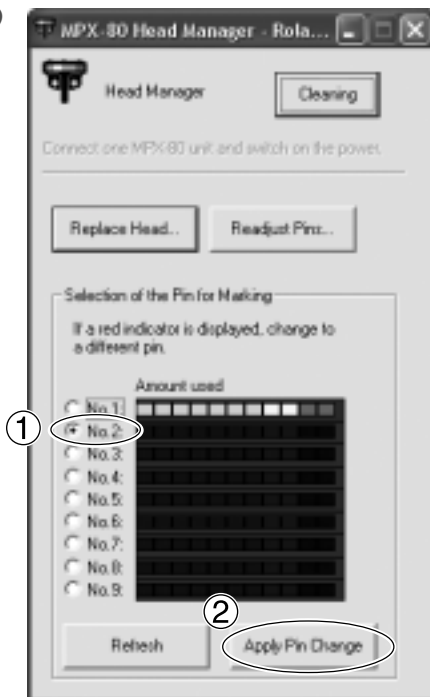 MPX-80 Head Manager - Rola...
Head Manager
Cleaning
Connect one MPX-80 unit and switch on the power.
Replace Head...
Readjust Pins...
Selection of the Pin for Marking
If a red indicator is displayed, change to
a different pin.
Amount used
No.1:
① No.2:
No.3:
No.4:
No.5:
No.6:
No.7:
No.8:
No.9:
②
Refresh
Apply Pin Change